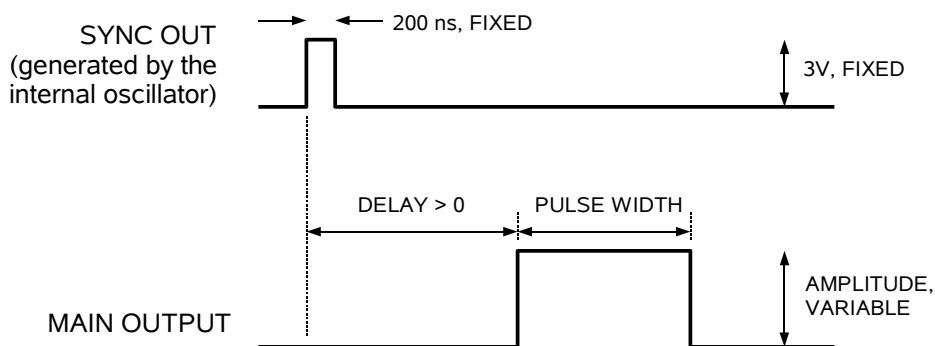 200 ns, FIXED
SYNC OUT
(generated by the
internal oscillator)
3V, FIXED
DELAY > 0
PULSE WIDTH
AMPLITUDE,
VARIABLE
MAIN OUTPUT